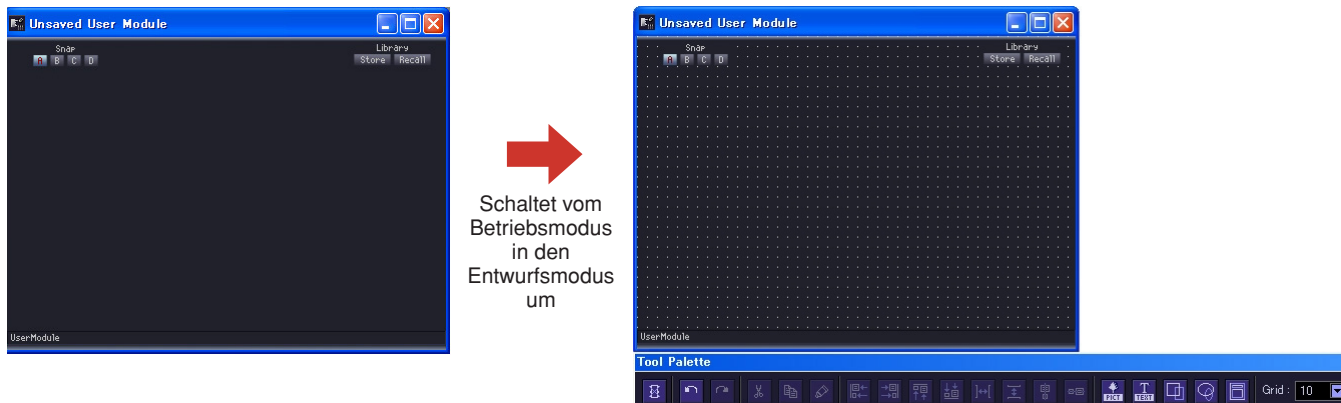 Unsaved User Module
Snap
Library
A B C D
Store Recall
UserModule
Schaltet vom
Betriebsmodus
in den
Entwurfsmodus
um
Unsaved User Module
Snap
Library
A B C D
Store Recall
UserModule
Tool Palette
PICT
TEXT
Grid : 10